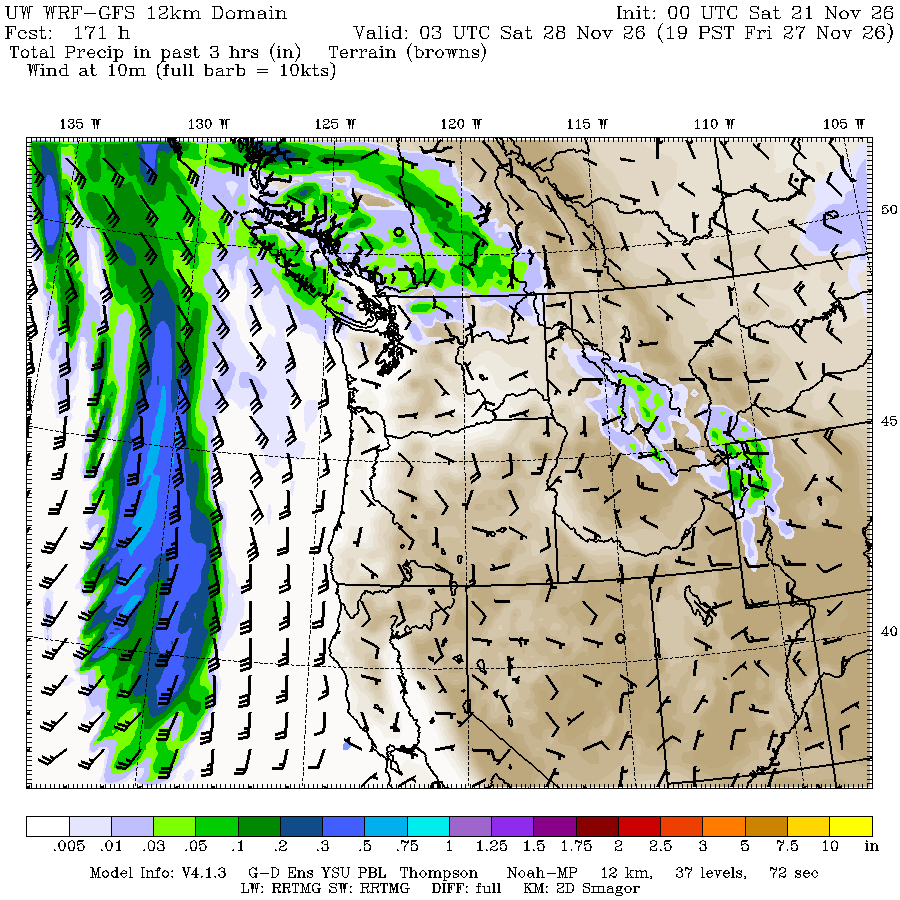 UW WRF-GFS 12km Domain Init: 00 UTC Sat 21 Nov 26
Fcst: 171 h Valid: 03 UTC Sat 28 Nov 26 (19 PST Fri 27 Nov 26)
Total Precip in past 3 hrs (in) Terrain (browns)
Wind at 10m (full barb = 10kts)
135 W 130 W 125 W 120 W 115 W 110 W 105 W
50
45
40
.005 .01 .03 .05 .1 .2 .3 .5 .75 1 1.25 1.5 1.75 2 2.5 3 5 7.5 10 in
Model Info: V4.1.3 G-D Ens YSU PBL Thompson Noah-MP 12 km, 37 levels, 72 sec
LW: RRTMG SW: RRTMG DIFF: full KM: 2D Smagor